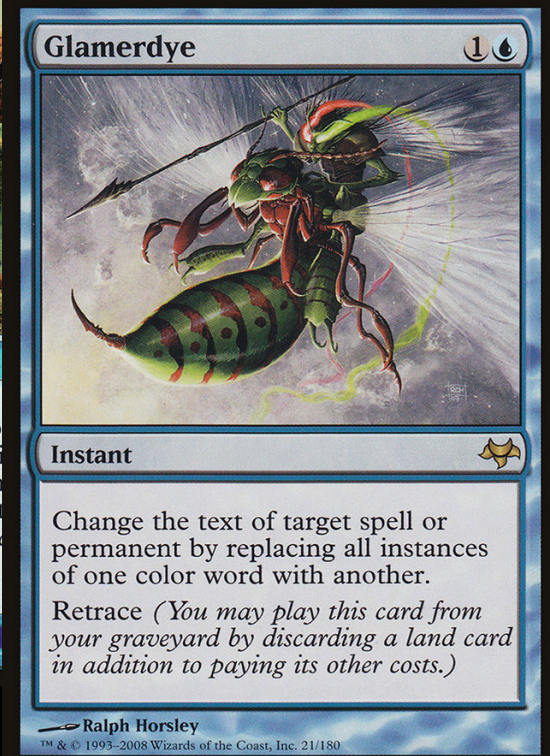 Glamerdye
1
RCH
Instant
Change the text of target spell or
permanent by replacing all instances
of one color word with another.
Retrace (You may play this card from
your graveyard by discarding a land card
in addition to paying its other costs.)
Ralph Horsley
™ & © 1993–2008 Wizards of the Coast, Inc. 21/180